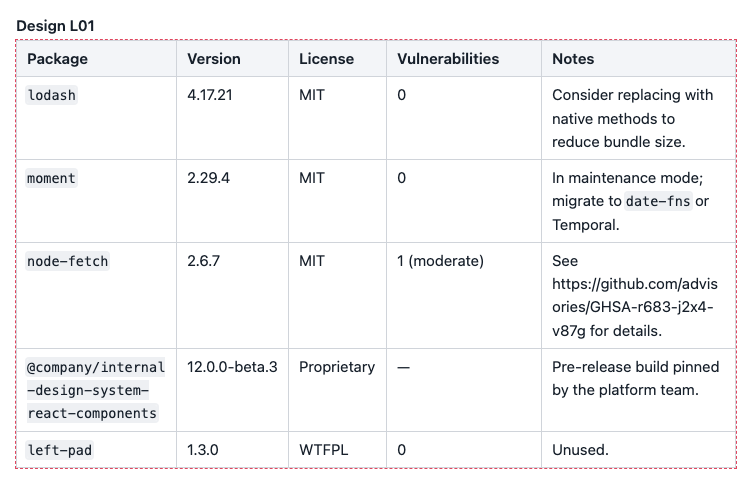 Design L01
Package Version License Vulnerabilities Notes
lodash 4.17.21 MIT 0 Consider replacing with
native methods to
reduce bundle size.
moment 2.29.4 MIT 0 In maintenance mode;
migrate to date-fns or
Temporal.
node-fetch 2.6.7 MIT 1 (moderate) See
https://github.com/advis
ories/GHSA-r683-j2x4-
v87g for details.
@company/internal 12.0.0-beta.3 Proprietary — Pre-release build pinned
-design-system- by the platform team.
react-components
left-pad 1.3.0 WTFPL 0 Unused.